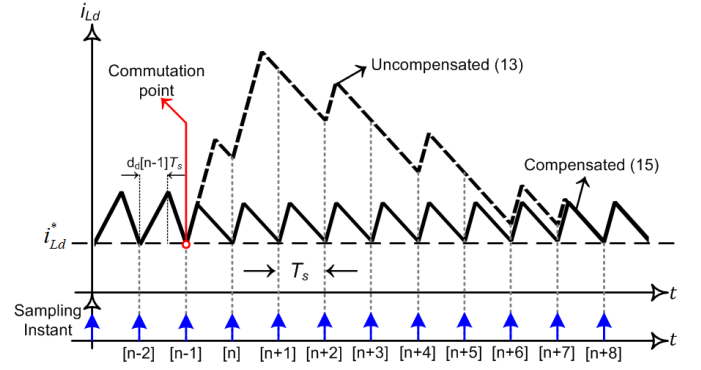 i_Ld
Uncompensated (13)
Commutation
point
d_d[n-1]T_s
Compensated (15)
i*_Ld
T_s
t
Sampling
Instant
t
[n-2] [n-1] [n] [n+1] [n+2] [n+3] [n+4] [n+5] [n+6] [n+7] [n+8]